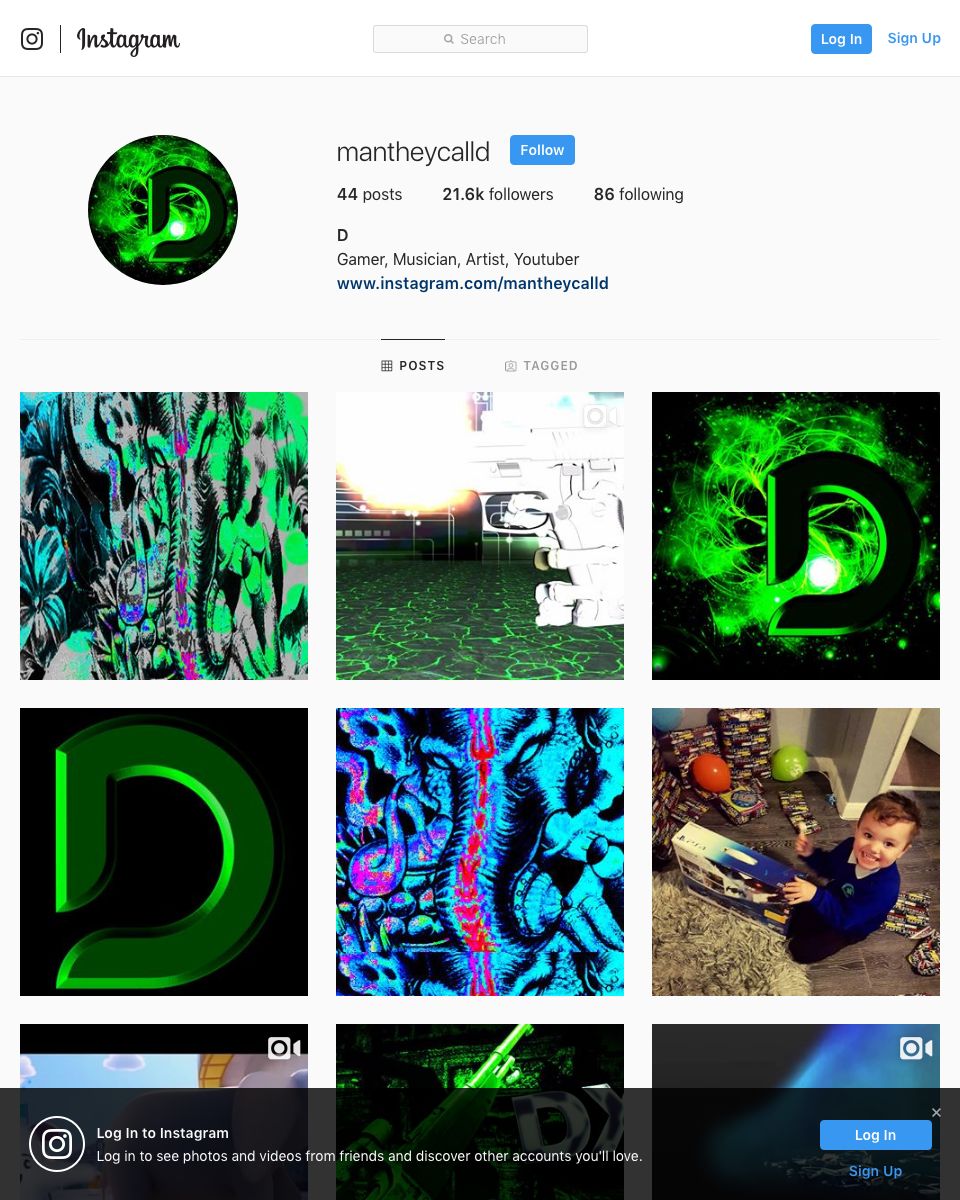 Instagram
Search
Log In
Sign Up
mantheycalld
Follow
44 posts
21.6k followers
86 following
D
Gamer, Musician, Artist, Youtuber
www.instagram.com/mantheycalld
POSTS
TAGGED
D
D
DX
Log In to Instagram
Log in to see photos and videos from friends and discover other accounts you'll love.
Log In
Sign Up